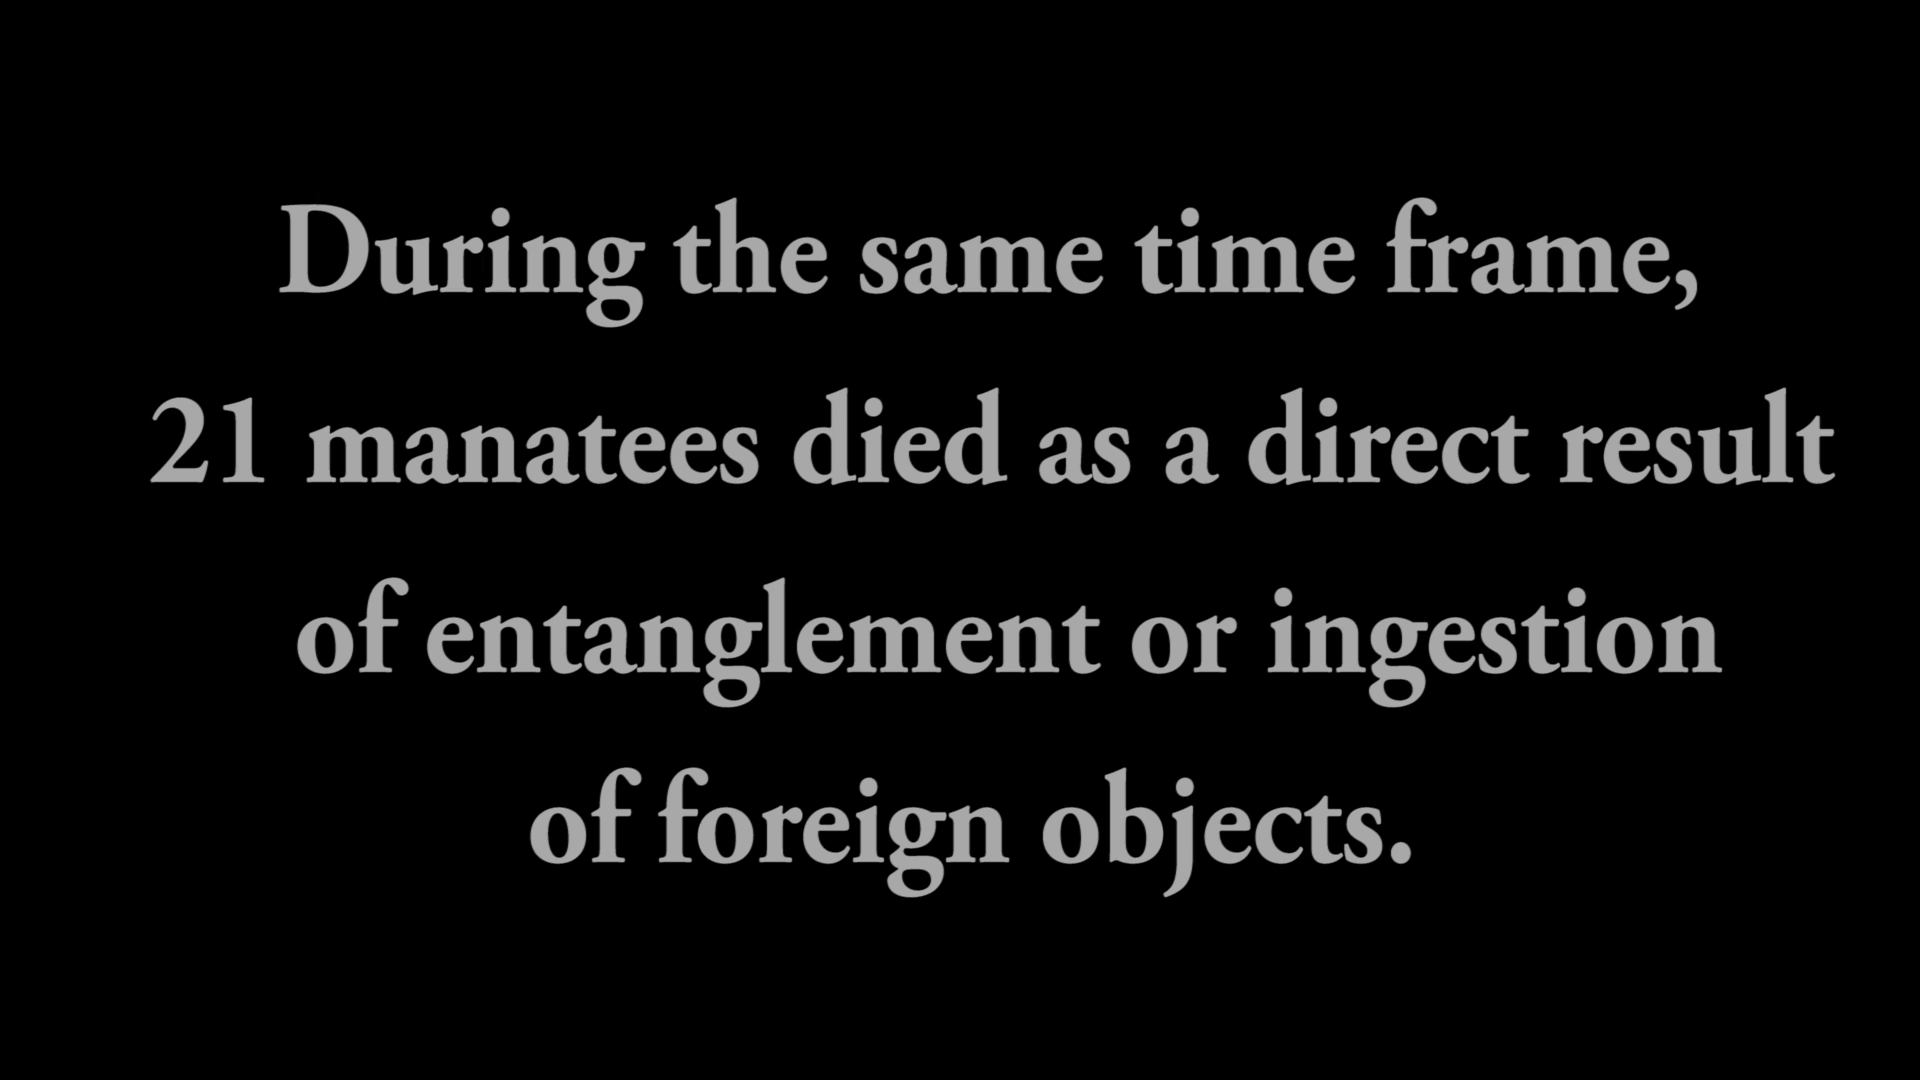 During the same time frame,
21 manatees died as a direct result
of entanglement or ingestion
of foreign objects.